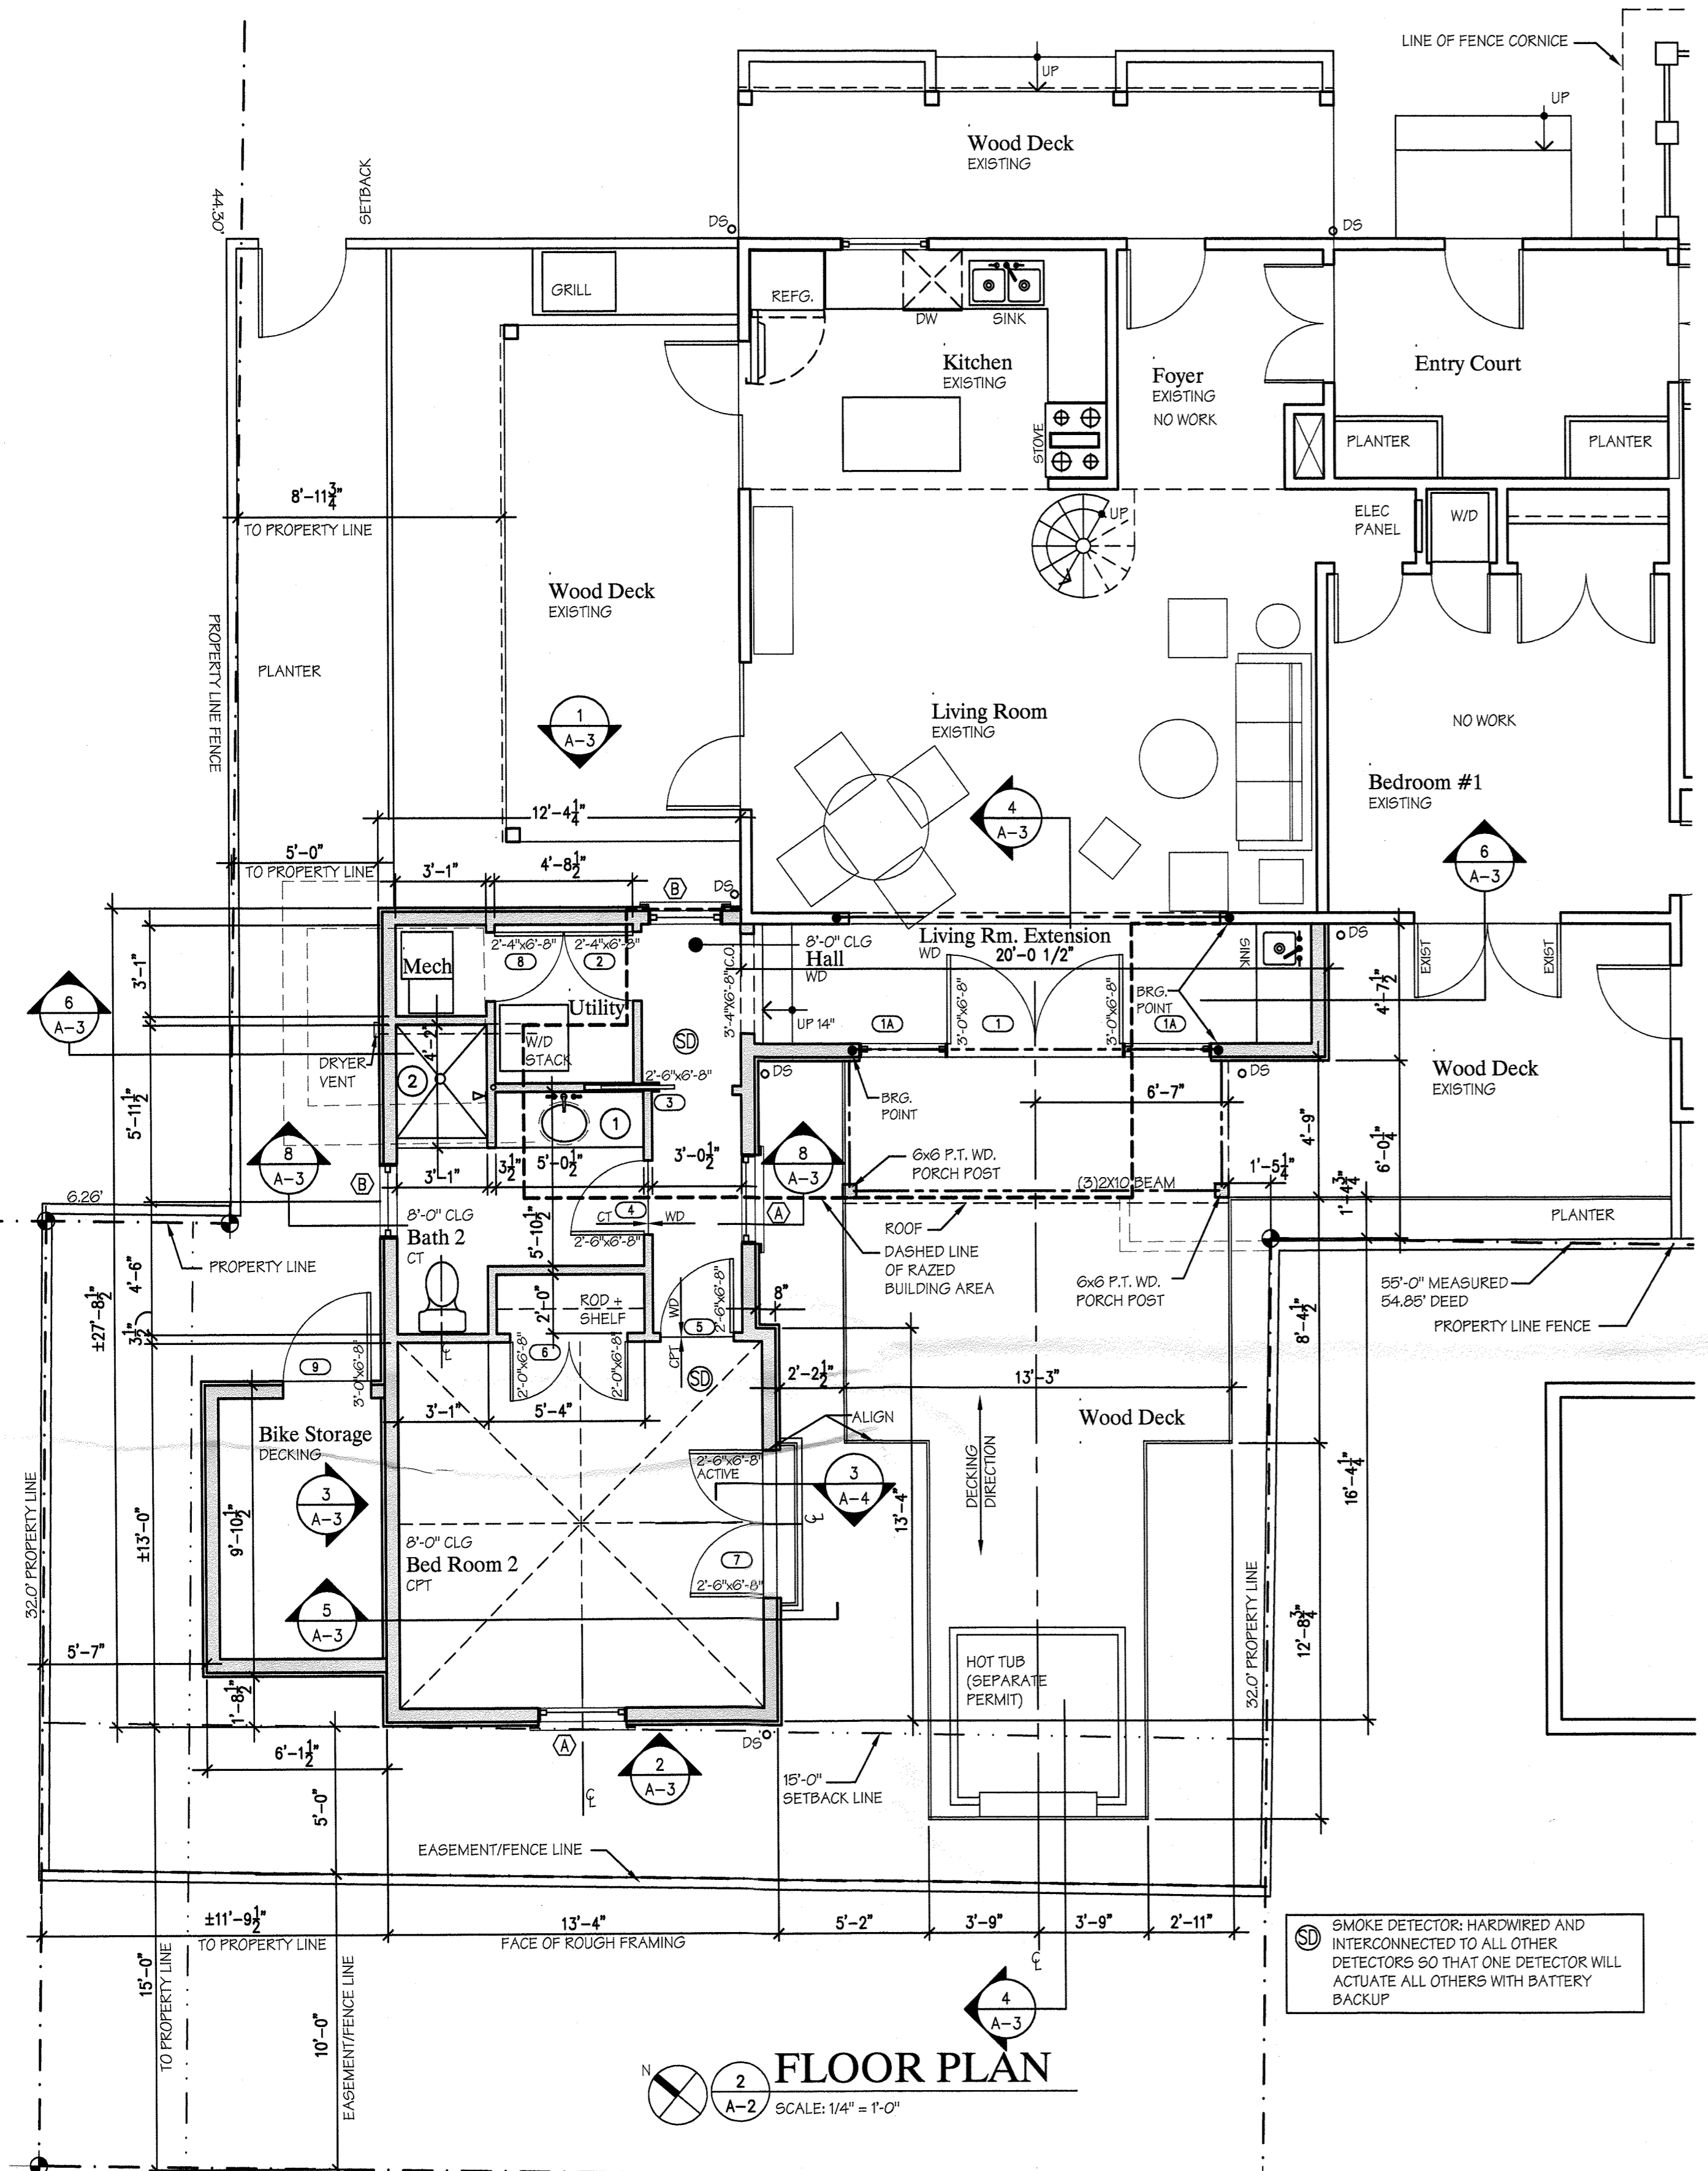 LINE OF FENCE CORNICE
UP
UP
Wood Deck
EXISTING
SETBACK
44.30'
DS
DS
GRILL
REFG.
DW
SINK
Kitchen
EXISTING
STOVE
Foyer
EXISTING
NO WORK
Entry Court
PLANTER
PLANTER
8'-11 3/4"
TO PROPERTY LINE
UP
ELEC
PANEL
W/D
Wood Deck
EXISTING
PROPERTY LINE FENCE
PLANTER
1
A-3
Living Room
EXISTING
NO WORK
Bedroom #1
EXISTING
4
A-3
6
A-3
12'-4 1/4"
5'-0"
TO PROPERTY LINE
3'-1"
4'-8 1/2"
B
DS
2'-4"x6'-8"
2'-4"x6'-8"
8
2
8'-0" CLG
Hall
WD
Living Rm. Extension
WD
20'-0 1/2"
SINK
DS
EXIST
EXIST
4'-7 1/2"
Mech
Utility
3'-1"
3'-4"x6'-8"C.O.
UP 14"
1A
3'-0"x6'-8"
1
3'-0"x6'-8"
BRG.
POINT
1A
6
A-3
W/D
STACK
4'-2"
SD
DRYER
VENT
2
2'-6"x6'-8"
3
DS
DS
6'-7"
BRG.
POINT
Wood Deck
EXISTING
5'-11 1/2"
1
4'-9"
6'-0 1/4"
8
A-3
3'-1"
3 1/2"
5'-0 1/2"
3'-0 1/2"
8
A-3
6x6 P.T. WD.
PORCH POST
1'-5 1/4"
(3)2X10 BEAM
1'-4 3/4"
6.26'
B
A
8'-0" CLG
Bath 2
CT
CT
4
WD
2'-6"x6'-8"
5'-10 1/2"
ROOF
DASHED LINE
OF RAZED
BUILDING AREA
PLANTER
PROPERTY LINE
6x6 P.T. WD.
PORCH POST
55'-0" MEASURED
54.85' DEED
PROPERTY LINE FENCE
4'-6"
±27'-8 1/2"
3 1/2"
2'-0"
ROD +
SHELF
WD
5
CPT
2'-6"x6'-8"
8"
8'-4 1/2"
9
3'-0"x6'-8"
℄
6
2'-0"x6'-8"
2'-0"x6'-8"
SD
2'-2 1/2"
13'-3"
3'-1"
5'-4"
ALIGN
Wood Deck
Bike Storage
DECKING
DECKING
DIRECTION
2'-6"x6'-8"
ACTIVE
3
A-4
3
A-3
16'-4 1/4"
13'-4"
32.0' PROPERTY LINE
±13'-0"
9'-10 1/2"
8'-0" CLG
Bed Room 2
CPT
℄
7
2'-6"x6'-8"
5
A-3
12'-8 3/4"
32.0' PROPERTY LINE
5'-7"
HOT TUB
(SEPARATE
PERMIT)
1'-8 1/2"
6'-1 1/2"
A
DS
2
A-3
℄
15'-0"
SETBACK LINE
5'-0"
EASEMENT/FENCE LINE
±11'-9 1/2"
TO PROPERTY LINE
13'-4"
FACE OF ROUGH FRAMING
5'-2"
3'-9"
3'-9"
2'-11"
℄
15'-0"
TO PROPERTY LINE
10'-0"
EASEMENT/FENCE LINE
SD
SMOKE DETECTOR: HARDWIRED AND
INTERCONNECTED TO ALL OTHER
DETECTORS SO THAT ONE DETECTOR WILL
ACTUATE ALL OTHERS WITH BATTERY
BACKUP
4
A-3
N
2
A-2
FLOOR PLAN
SCALE: 1/4" = 1'-0"